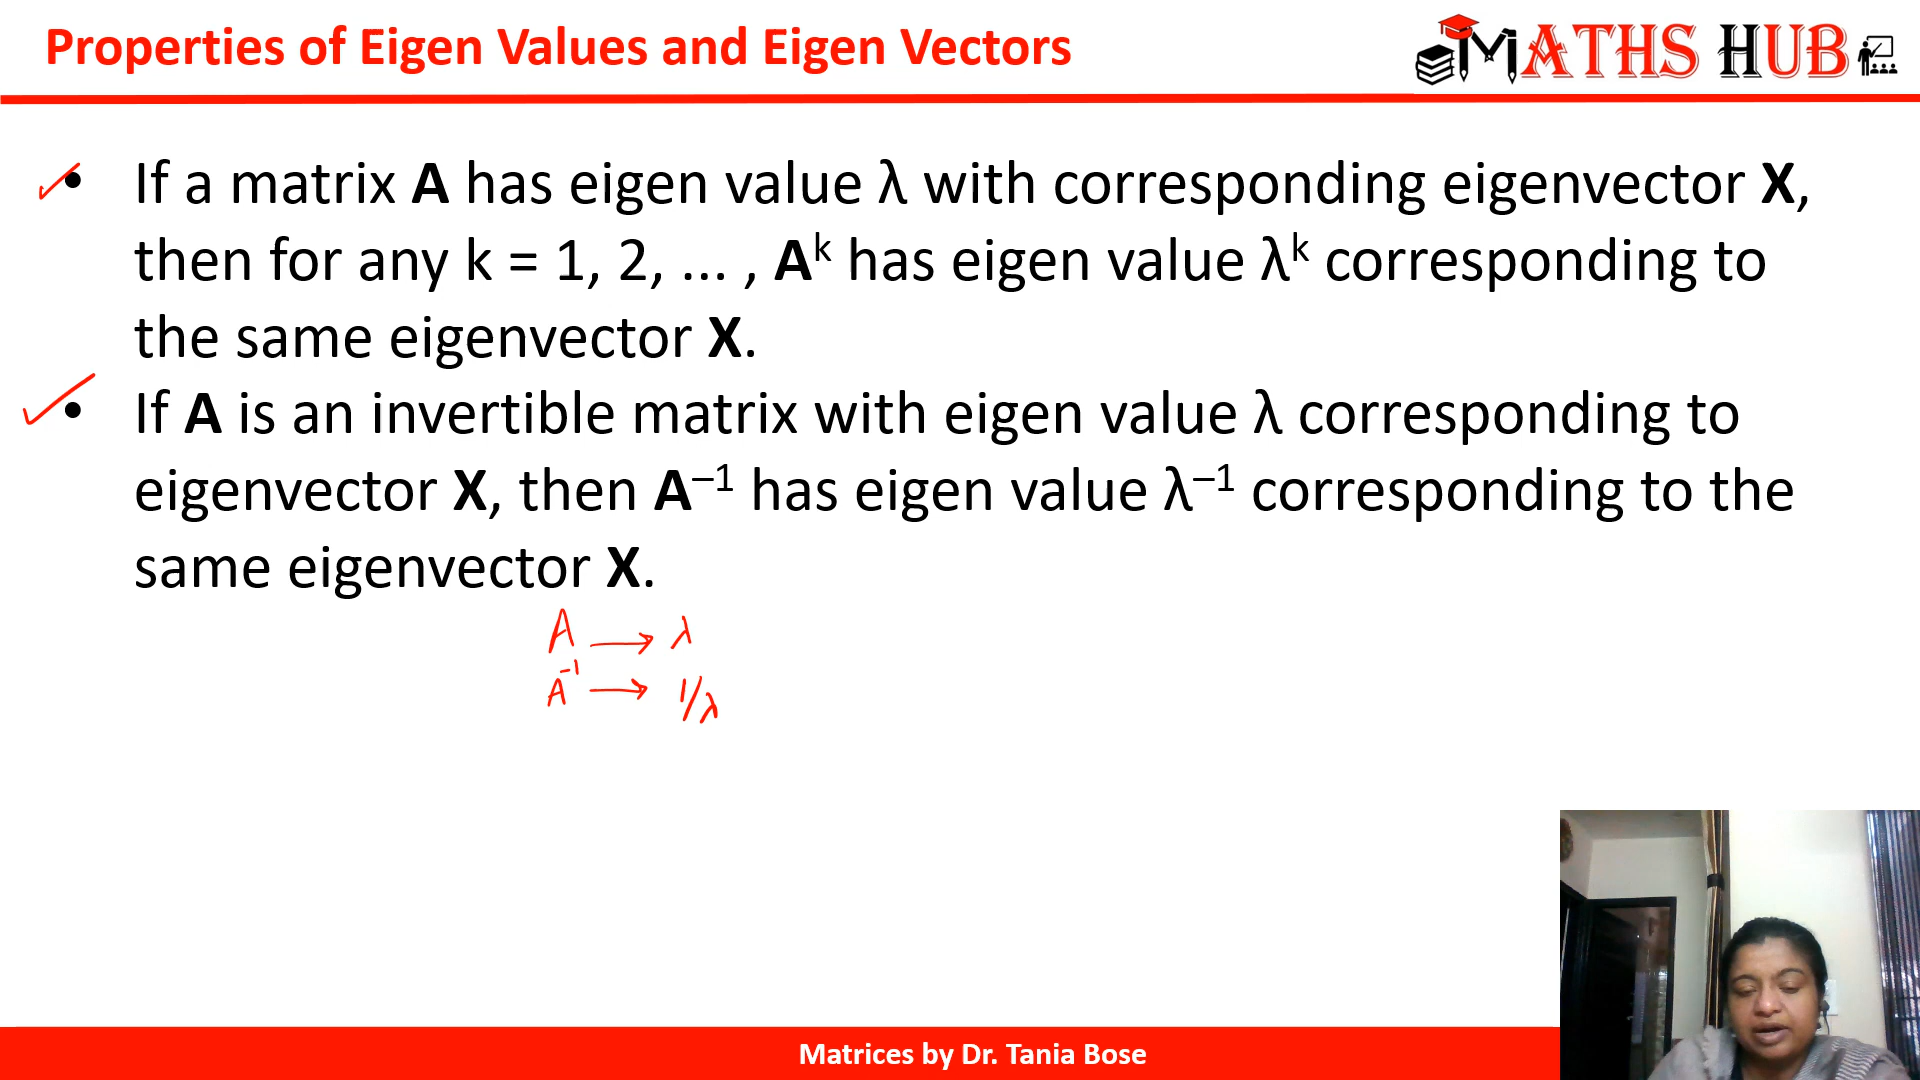 Properties of Eigen Values and Eigen Vectors
MATHS HUB
• If a matrix A has eigen value λ with corresponding eigenvector X,
then for any k = 1, 2, ... , Aᵏ has eigen value λᵏ corresponding to
the same eigenvector X.
• If A is an invertible matrix with eigen value λ corresponding to
eigenvector X, then A⁻¹ has eigen value λ⁻¹ corresponding to the
same eigenvector X.
A → λ
A⁻¹ → 1/λ
Matrices by Dr. Tania Bose